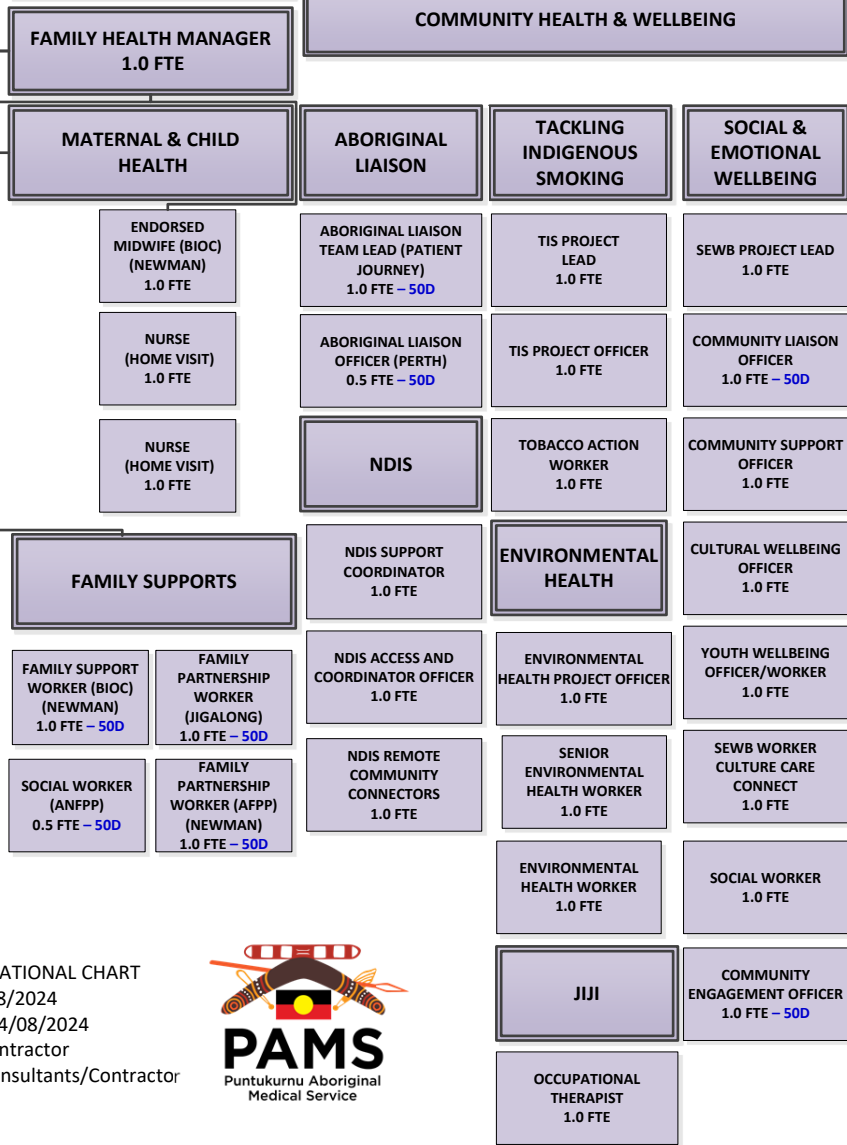 COMMUNITY HEALTH & WELLBEING
FAMILY HEALTH MANAGER
1.0 FTE
MATERNAL & CHILD
HEALTH
ENDORSED
MIDWIFE (BIOC)
(NEWMAN)
1.0 FTE
NURSE
(HOME VISIT)
1.0 FTE
NURSE
(HOME VISIT)
1.0 FTE
FAMILY SUPPORTS
FAMILY SUPPORT
WORKER (BIOC)
(NEWMAN)
1.0 FTE – 50D
FAMILY
PARTNERSHIP
WORKER
(JIGALONG)
1.0 FTE – 50D
SOCIAL WORKER
(ANFPP)
0.5 FTE – 50D
FAMILY
PARTNERSHIP
WORKER (AFPP)
(NEWMAN)
1.0 FTE – 50D
ABORIGINAL
LIAISON
ABORIGINAL LIAISON
TEAM LEAD (PATIENT
JOURNEY)
1.0 FTE – 50D
ABORIGINAL LIAISON
OFFICER (PERTH)
0.5 FTE – 50D
NDIS
NDIS SUPPORT
COORDINATOR
1.0 FTE
NDIS ACCESS AND
COORDINATOR OFFICER
1.0 FTE
NDIS REMOTE
COMMUNITY
CONNECTORS
1.0 FTE
TACKLING
INDIGENOUS
SMOKING
TIS PROJECT
LEAD
1.0 FTE
TIS PROJECT OFFICER
1.0 FTE
TOBACCO ACTION
WORKER
1.0 FTE
ENVIRONMENTAL
HEALTH
ENVIRONMENTAL
HEALTH PROJECT OFFICER
1.0 FTE
SENIOR
ENVIRONMENTAL
HEALTH WORKER
1.0 FTE
ENVIRONMENTAL
HEALTH WORKER
1.0 FTE
JIJI
OCCUPATIONAL
THERAPIST
1.0 FTE
SOCIAL &
EMOTIONAL
WELLBEING
SEWB PROJECT LEAD
1.0 FTE
COMMUNITY LIAISON
OFFICER
1.0 FTE – 50D
COMMUNITY SUPPORT
OFFICER
1.0 FTE
CULTURAL WELLBEING
OFFICER
1.0 FTE
YOUTH WELLBEING
OFFICER/WORKER
1.0 FTE
SEWB WORKER
CULTURE CARE
CONNECT
1.0 FTE
SOCIAL WORKER
1.0 FTE
COMMUNITY
ENGAGEMENT OFFICER
1.0 FTE – 50D
ATIONAL CHART
8/2024
4/08/2024
ntractor
nsultants/Contractor
PAMS
Puntukurnu Aboriginal
Medical Service